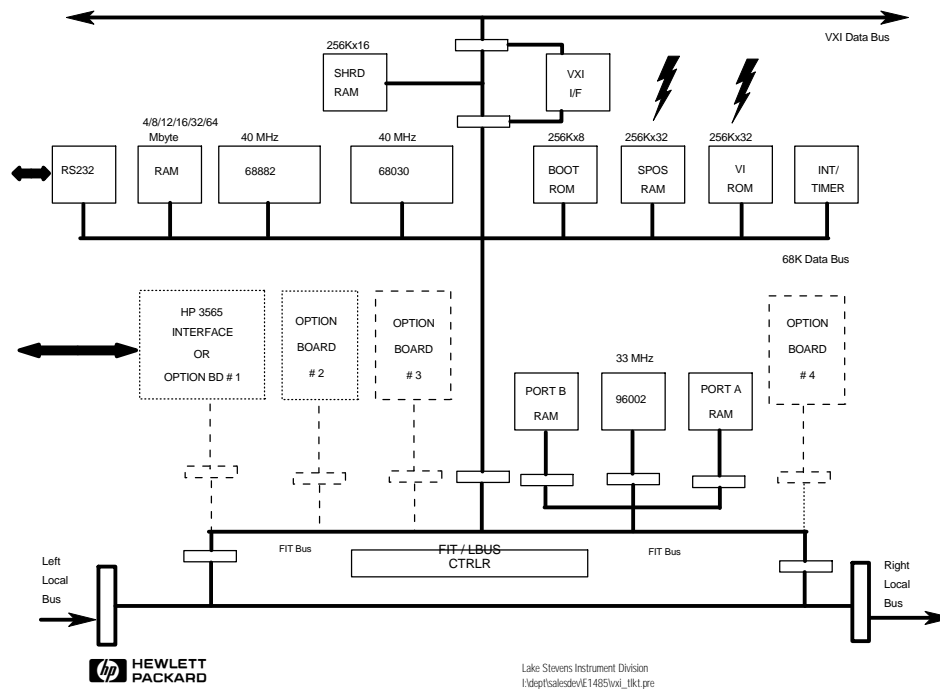 VXI Data Bus
256Kx16
SHRD
RAM
VXI
I/F
4/8/12/16/32/64
Mbyte
40 MHz
40 MHz
256Kx8
256Kx32
256Kx32
RS232
RAM
68882
68030
BOOT
ROM
SPOS
RAM
VI
ROM
INT/
TIMER
68K Data Bus
HP 3565
INTERFACE
OR
OPTION BD # 1
OPTION
BOARD
# 2
OPTION
BOARD
# 3
33 MHz
PORT B
RAM
96002
PORT A
RAM
OPTION
BOARD
# 4
FIT Bus
FIT / LBUS
CTRLR
FIT Bus
Left
Local
Bus
Right
Local
Bus
hp HEWLETT
PACKARD
Lake Stevens Instrument Division
I:\dept\salesdev\E1485\vxi_tlkt.pre